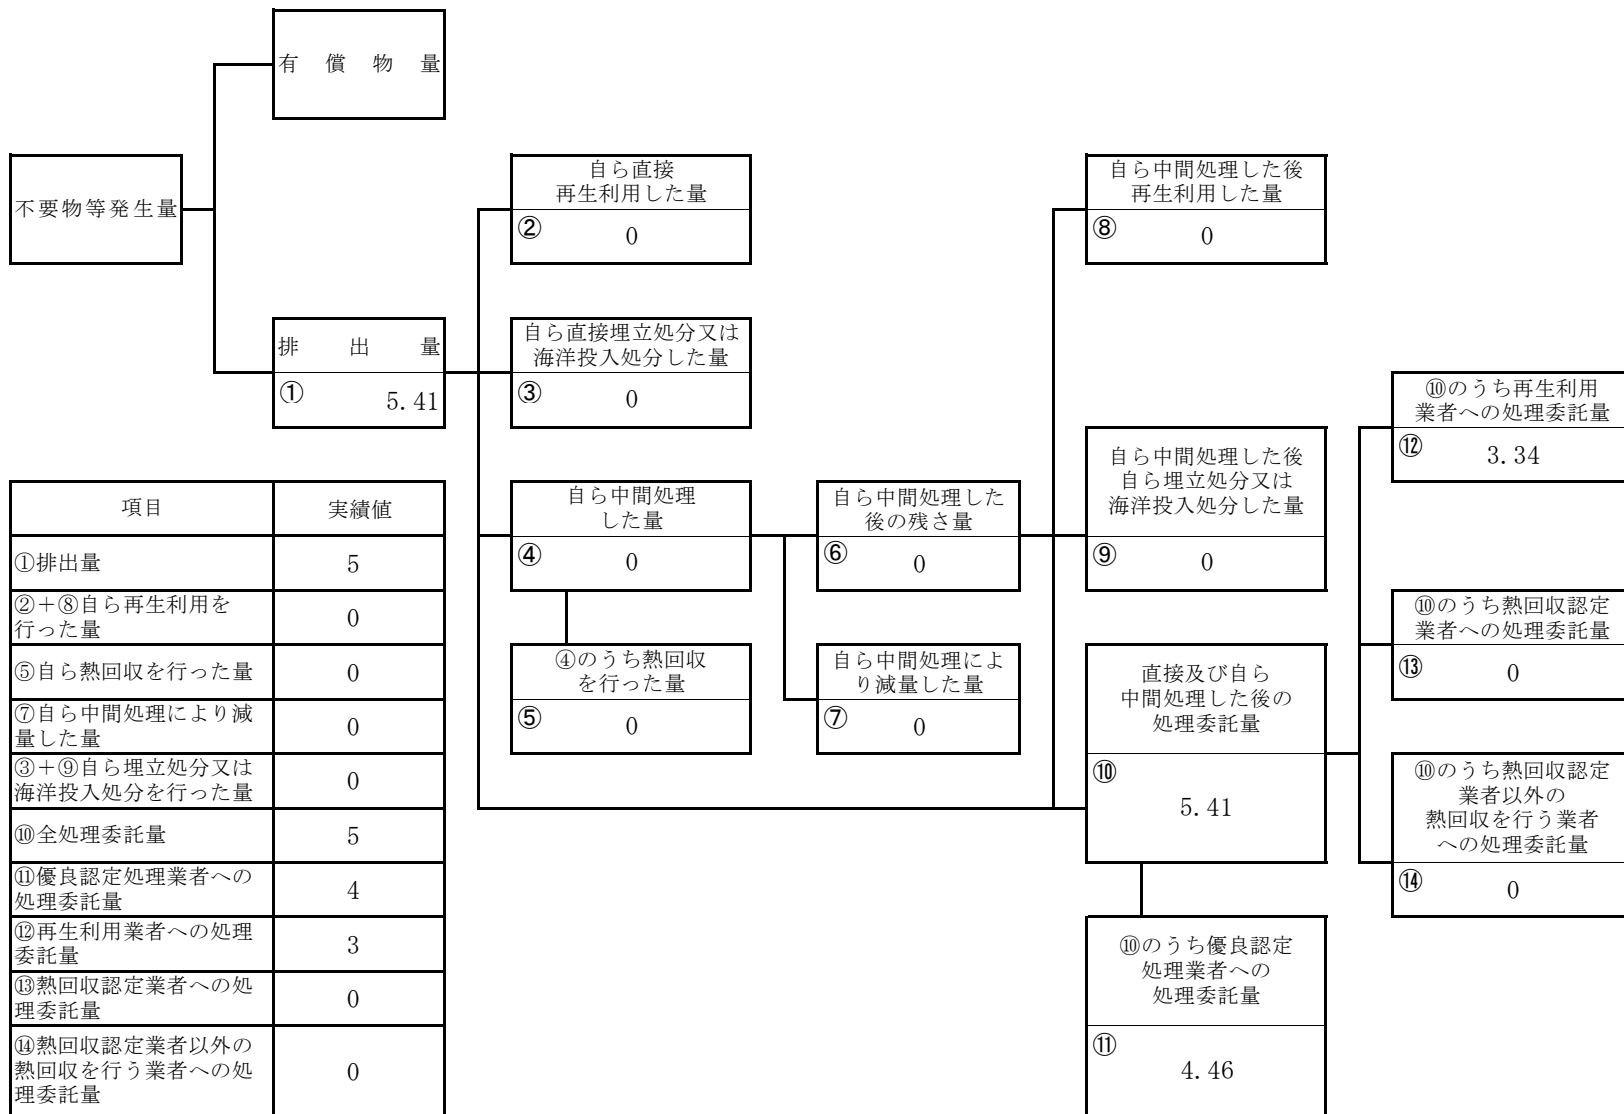 有償物量
不要物等発生量
排出量
① 5.41
自ら直接
再生利用した量
② 0
自ら直接埋立処分又は
海洋投入処分した量
③ 0
自ら中間処理
した量
④ 0
④のうち熱回収
を行った量
⑤ 0
自ら中間処理した
後の残さ量
⑥ 0
自ら中間処理によ
り減量した量
⑦ 0
自ら中間処理した後
再生利用した量
⑧ 0
自ら中間処理した後
自ら埋立処分又は
海洋投入処分した量
⑨ 0
直接及び自ら
中間処理した後の
処理委託量
⑩
5.41
⑩のうち優良認定
処理業者への
処理委託量
⑪
4.46
⑩のうち再生利用
業者への処理委託量
⑫ 3.34
⑩のうち熱回収認定
業者への処理委託量
⑬ 0
⑩のうち熱回収認定
業者以外の
熱回収を行う業者
への処理委託量
⑭ 0
項目 実績値
①排出量 5
②+⑧自ら再生利用を
行った量 0
⑤自ら熱回収を行った量 0
⑦自ら中間処理により減
量した量 0
③+⑨自ら埋立処分又は
海洋投入処分を行った量 0
⑩全処理委託量 5
⑪優良認定処理業者への
処理委託量 4
⑫再生利用業者への処理
委託量 3
⑬熱回収認定業者への処
理委託量 0
⑭熱回収認定業者以外の
熱回収を行う業者への処
理委託量 0